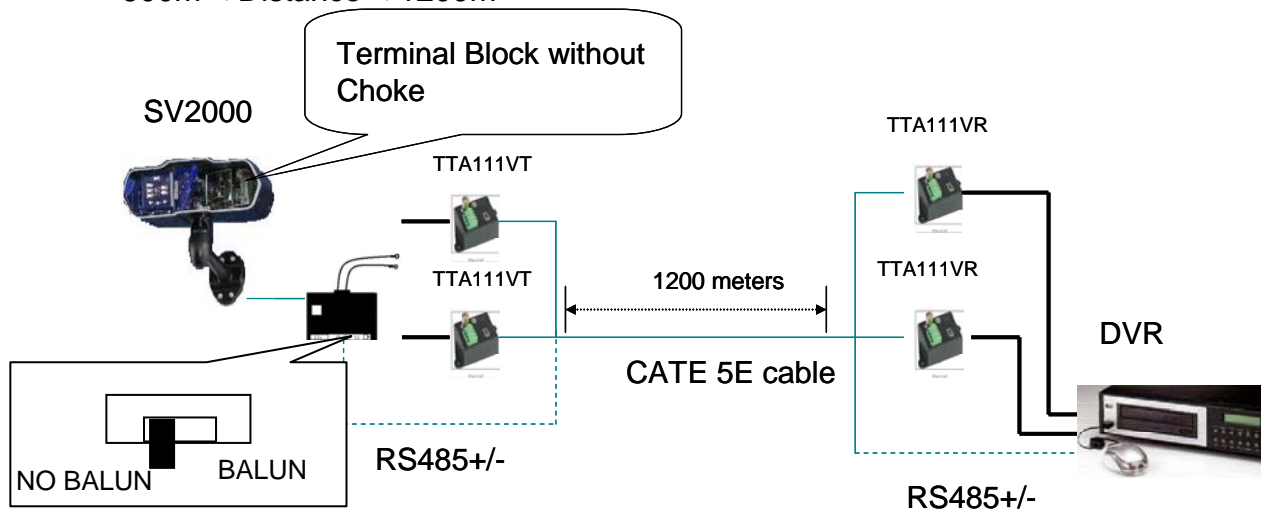 Terminal Block without
Choke
SV2000
TTA111VR
TTA111VT
TTA111VT
TTA111VR
1200 meters
DVR
CATE 5E cable
NO BALUN
BALUN
RS485+/-
RS485+/-